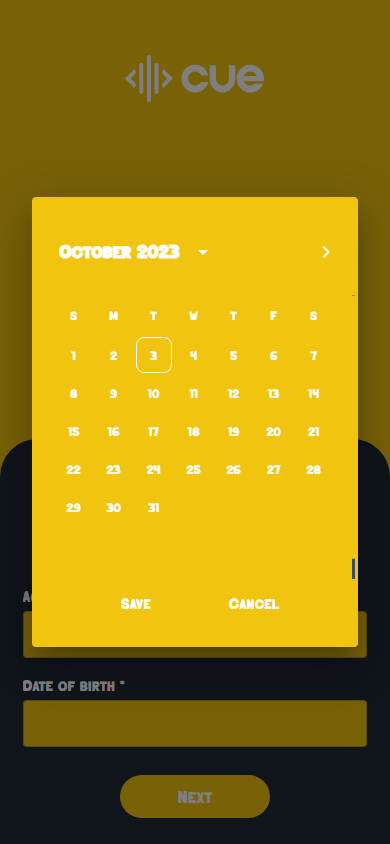 cue
October 2023
S M T W T F S
1 2 3 4 5 6 7
8 9 10 11 12 13 14
15 16 17 18 19 20 21
22 23 24 25 26 27 28
29 30 31
Save Cancel
Date of birth *
Next